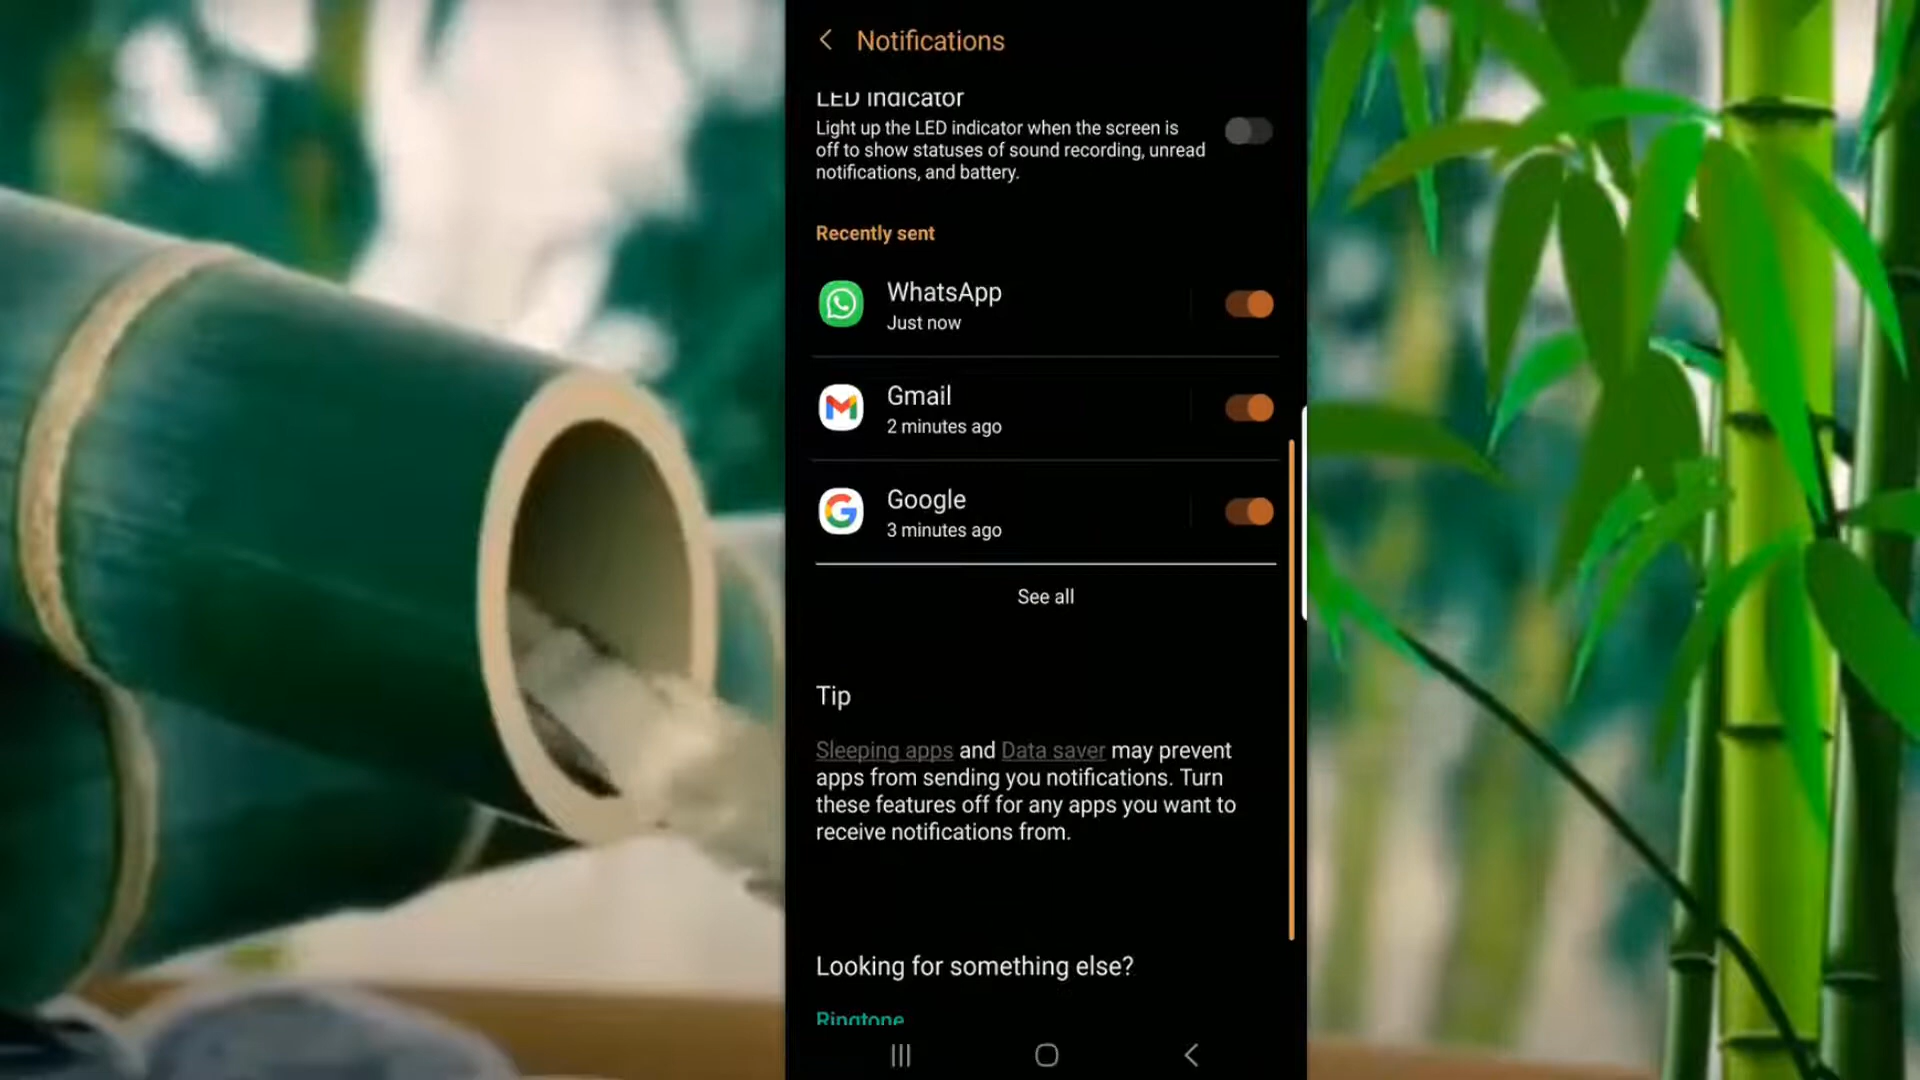 Notifications
LED indicator
Light up the LED indicator when the screen is
off to show statuses of sound recording, unread
notifications, and battery.
Recently sent
WhatsApp
Just now
Gmail
2 minutes ago
Google
3 minutes ago
See all
Tip
Sleeping apps and Data saver may prevent
apps from sending you notifications. Turn
these features off for any apps you want to
receive notifications from.
Looking for something else?
Ringtone